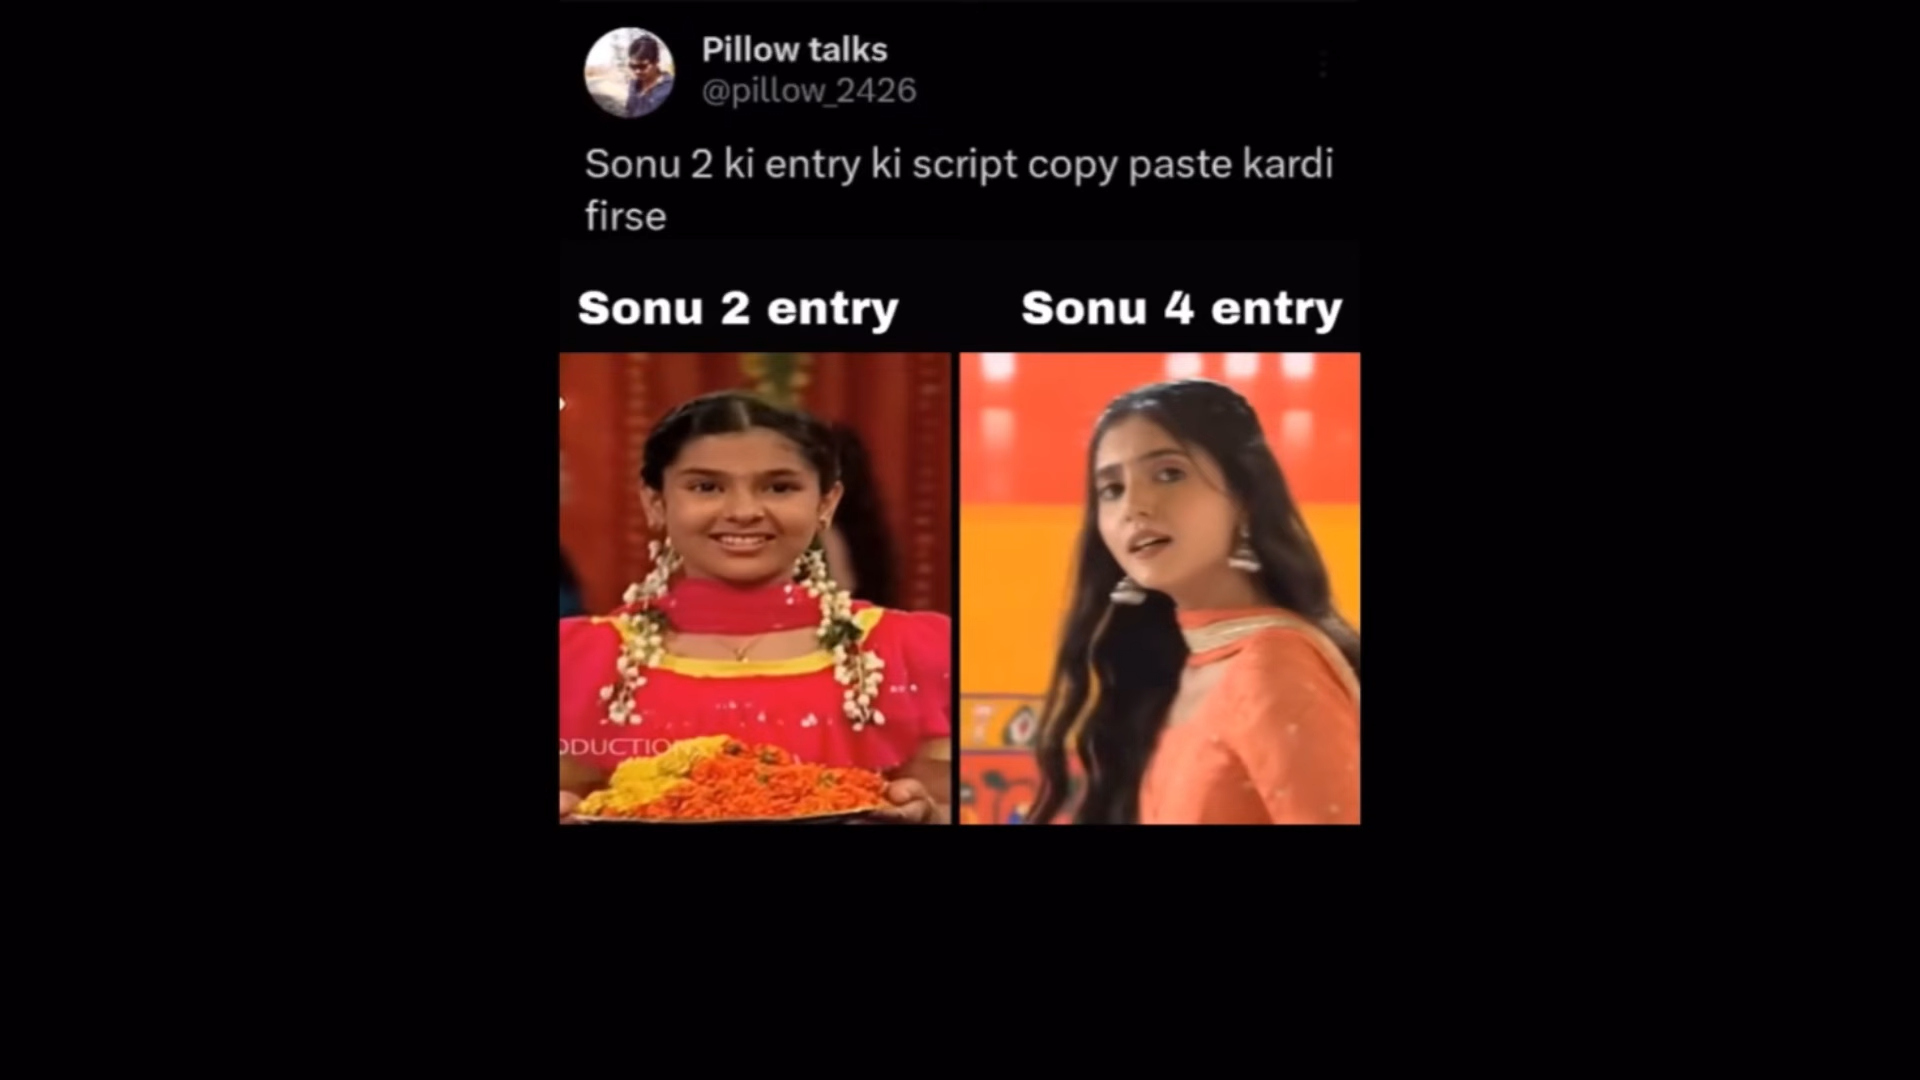 Pillow talks
@pillow_2426
Sonu 2 ki entry ki script copy paste kardi
firse
Sonu 2 entry
Sonu 4 entry
ODUCTION